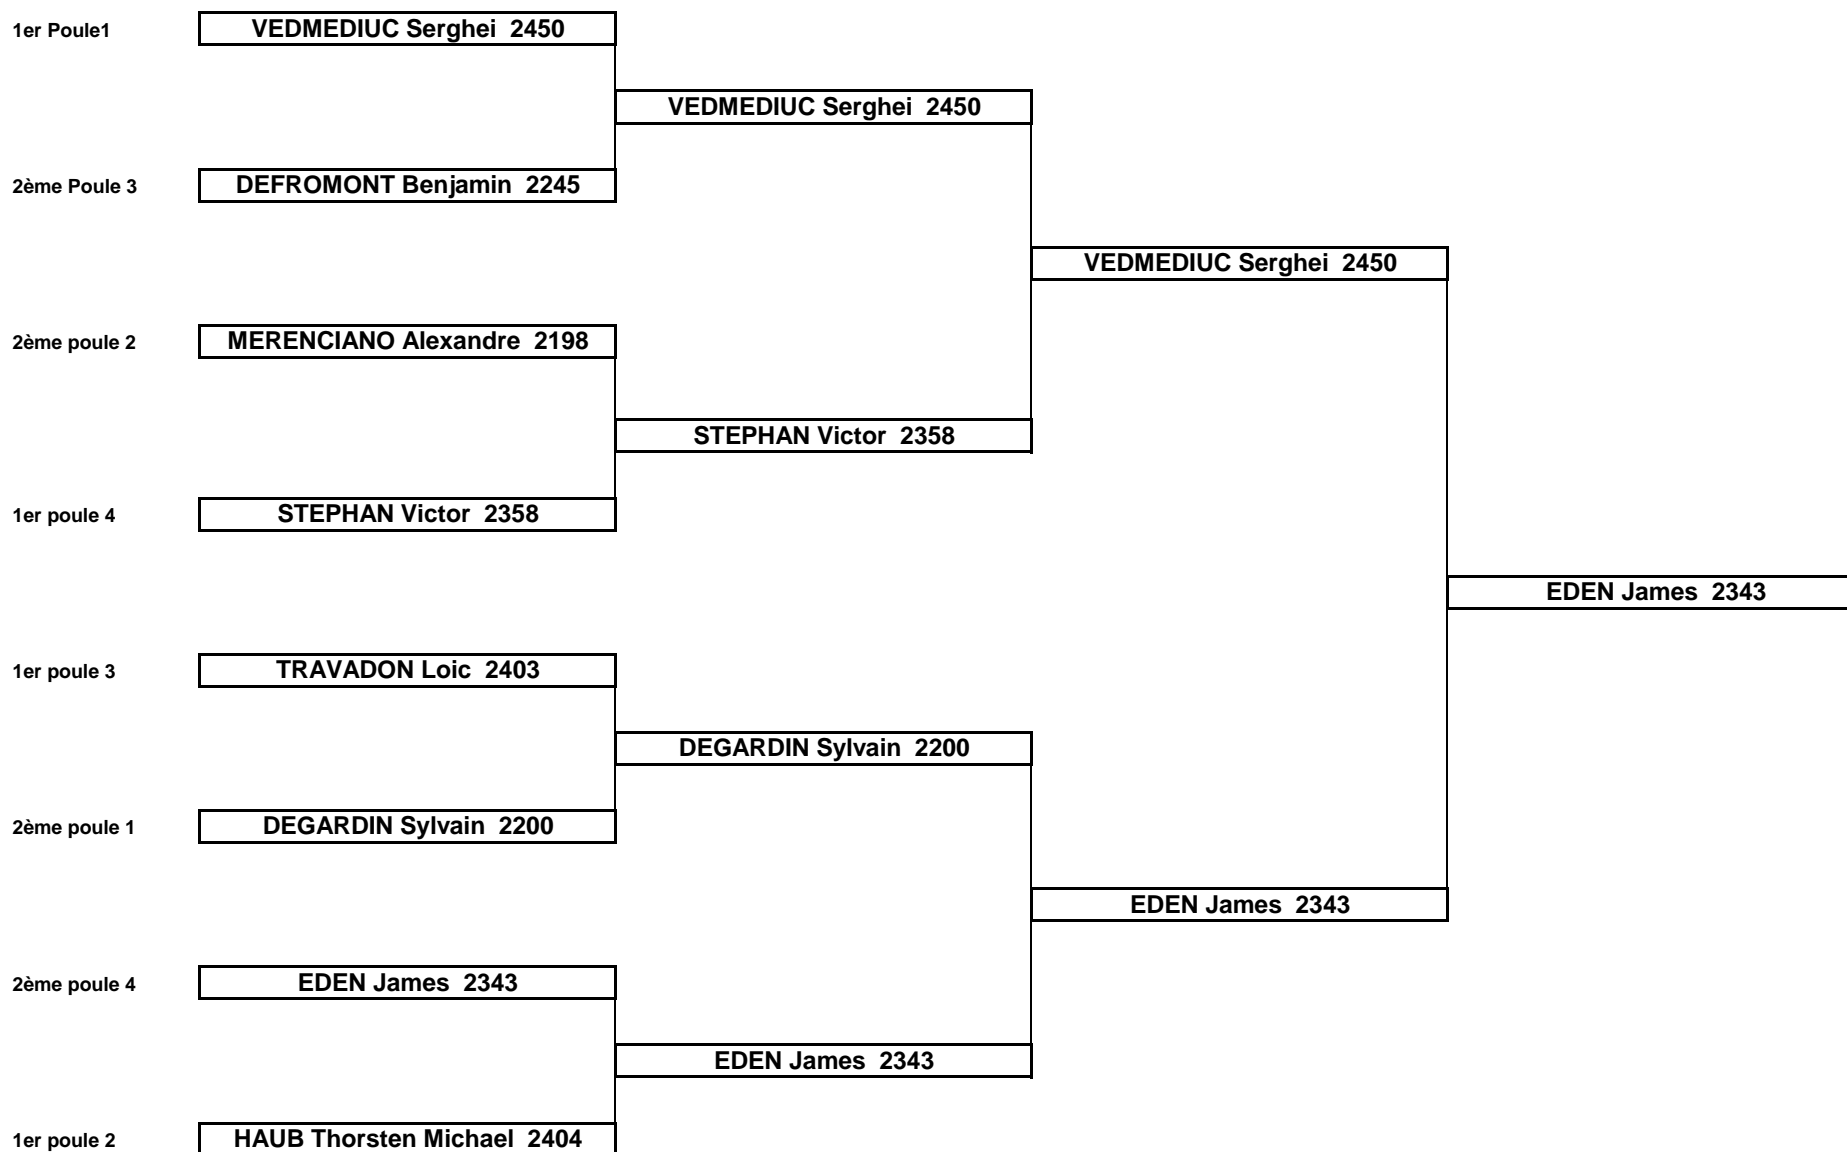 1er Poule1
VEDMEDIUC Serghei 2450
VEDMEDIUC Serghei 2450
2ème Poule 3
DEFROMONT Benjamin 2245
VEDMEDIUC Serghei 2450
2ème poule 2
MERENCIANO Alexandre 2198
STEPHAN Victor 2358
1er poule 4
STEPHAN Victor 2358
EDEN James 2343
1er poule 3
TRAVADON Loic 2403
DEGARDIN Sylvain 2200
2ème poule 1
DEGARDIN Sylvain 2200
EDEN James 2343
2ème poule 4
EDEN James 2343
EDEN James 2343
1er poule 2
HAUB Thorsten Michael 2404